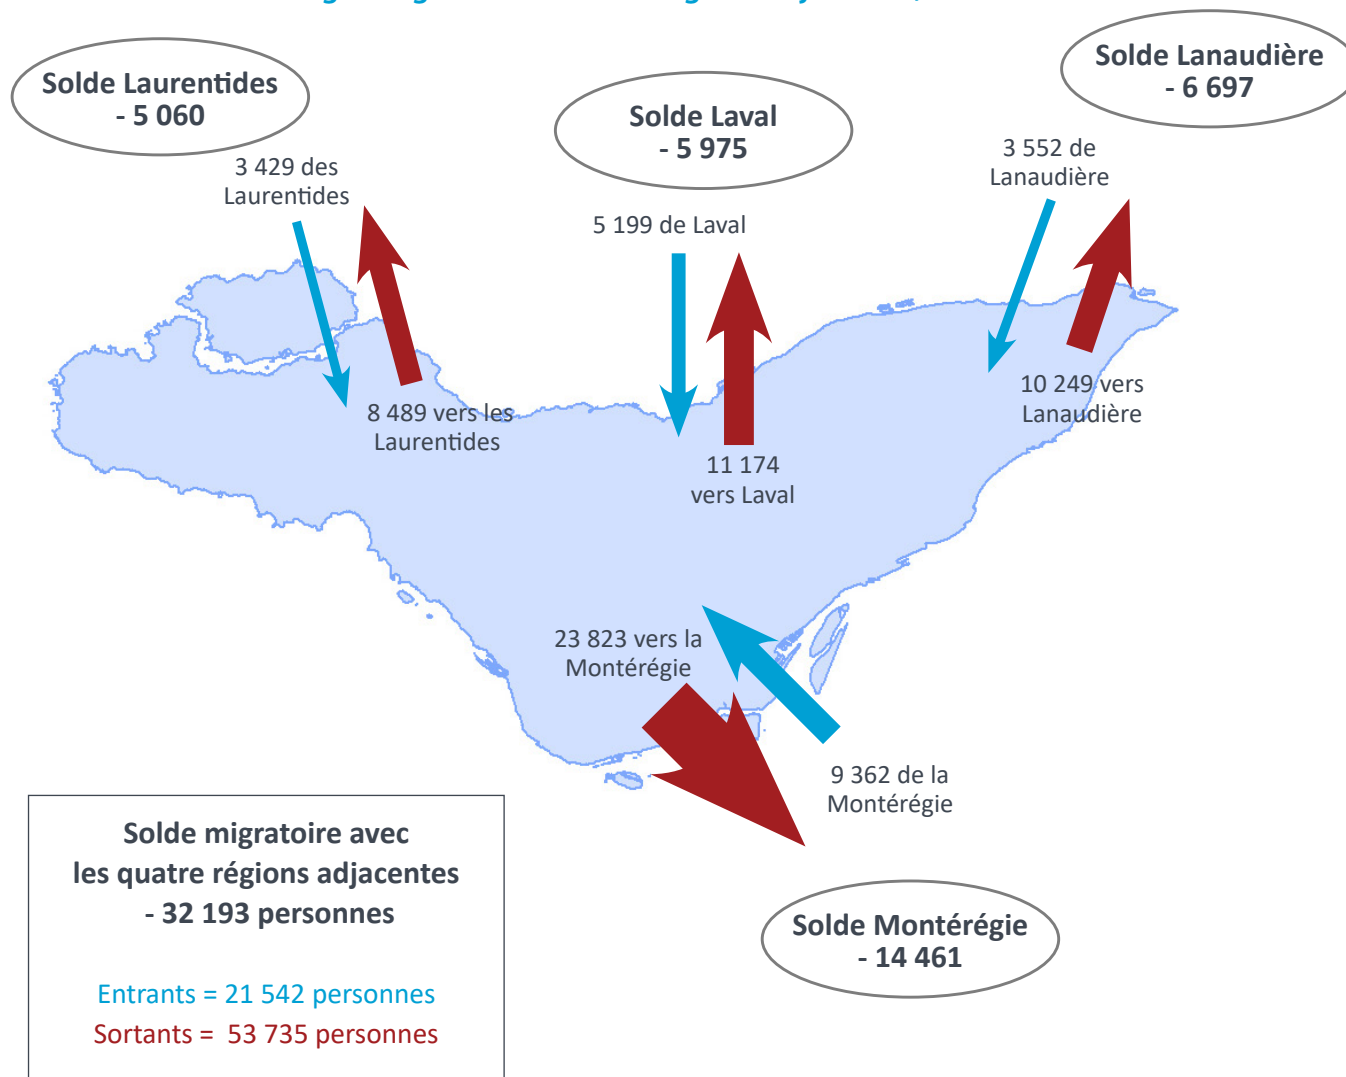 Solde Laurentides
- 5 060
Solde Laval
- 5 975
Solde Lanaudière
- 6 697
3 429 des
Laurentides
5 199 de Laval
3 552 de
Lanaudière
8 489 vers les
Laurentides
11 174
vers Laval
10 249 vers
Lanaudière
23 823 vers la
Montérégie
9 362 de la
Montérégie
Solde Montérégie
- 14 461
Solde migratoire avec
les quatre régions adjacentes
- 32 193 personnes
Entrants = 21 542 personnes
Sortants = 53 735 personnes